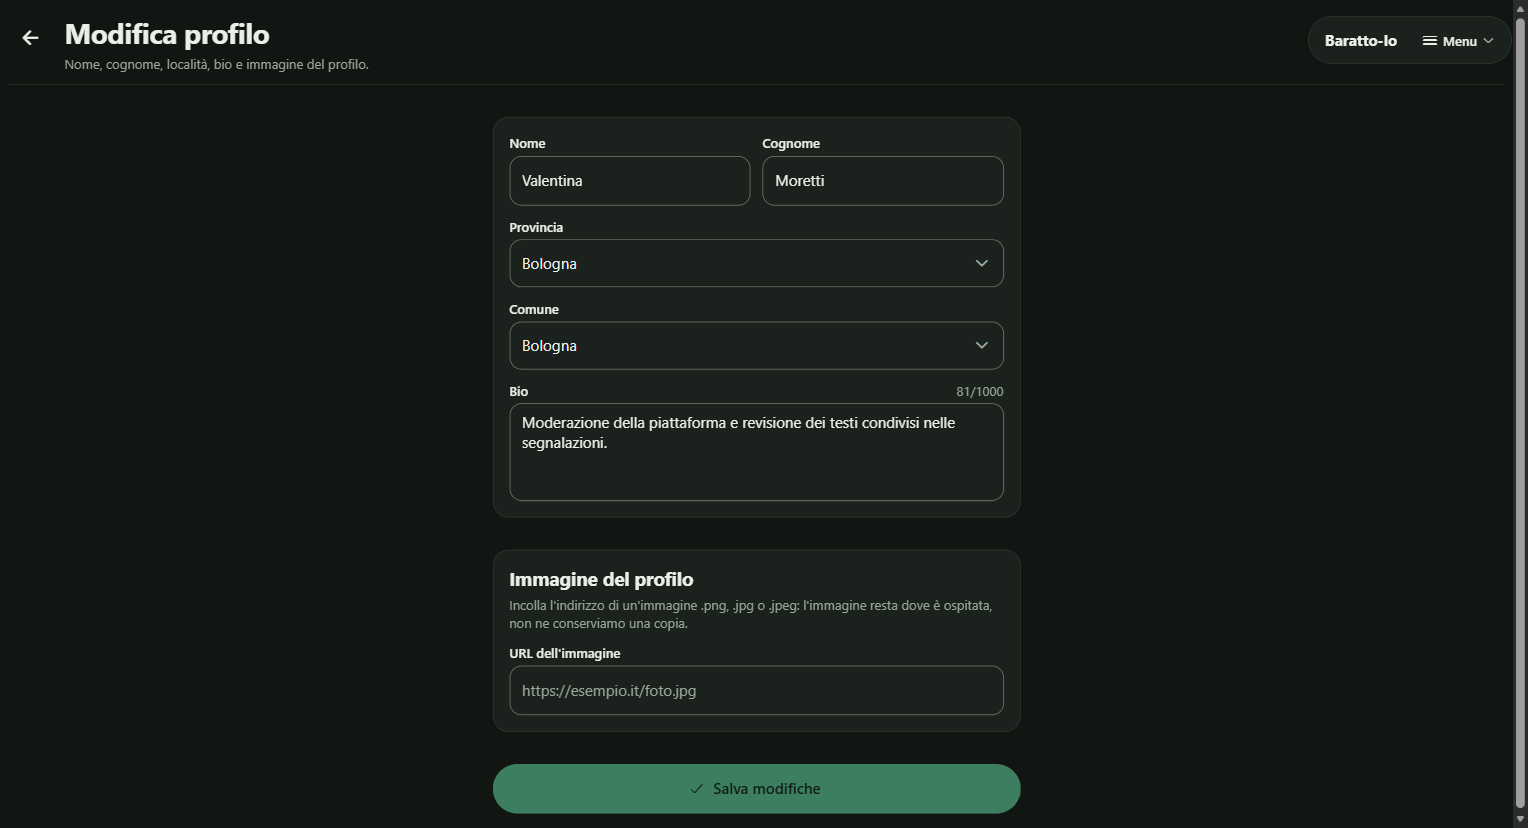 Modifica profilo
Nome, cognome, località, bio e immagine del profilo.
Baratto-lo
Menu
Nome
Cognome
Valentina
Moretti
Provincia
Bologna
Comune
Bologna
Bio
81/1000
Moderazione della piattaforma e revisione dei testi condivisi nelle
segnalazioni.
Immagine del profilo
Incolla l'indirizzo di un'immagine .png, .jpg o .jpeg: l'immagine resta dove è ospitata,
non ne conserviamo una copia.
URL dell'immagine
https://esempio.it/foto.jpg
Salva modifiche